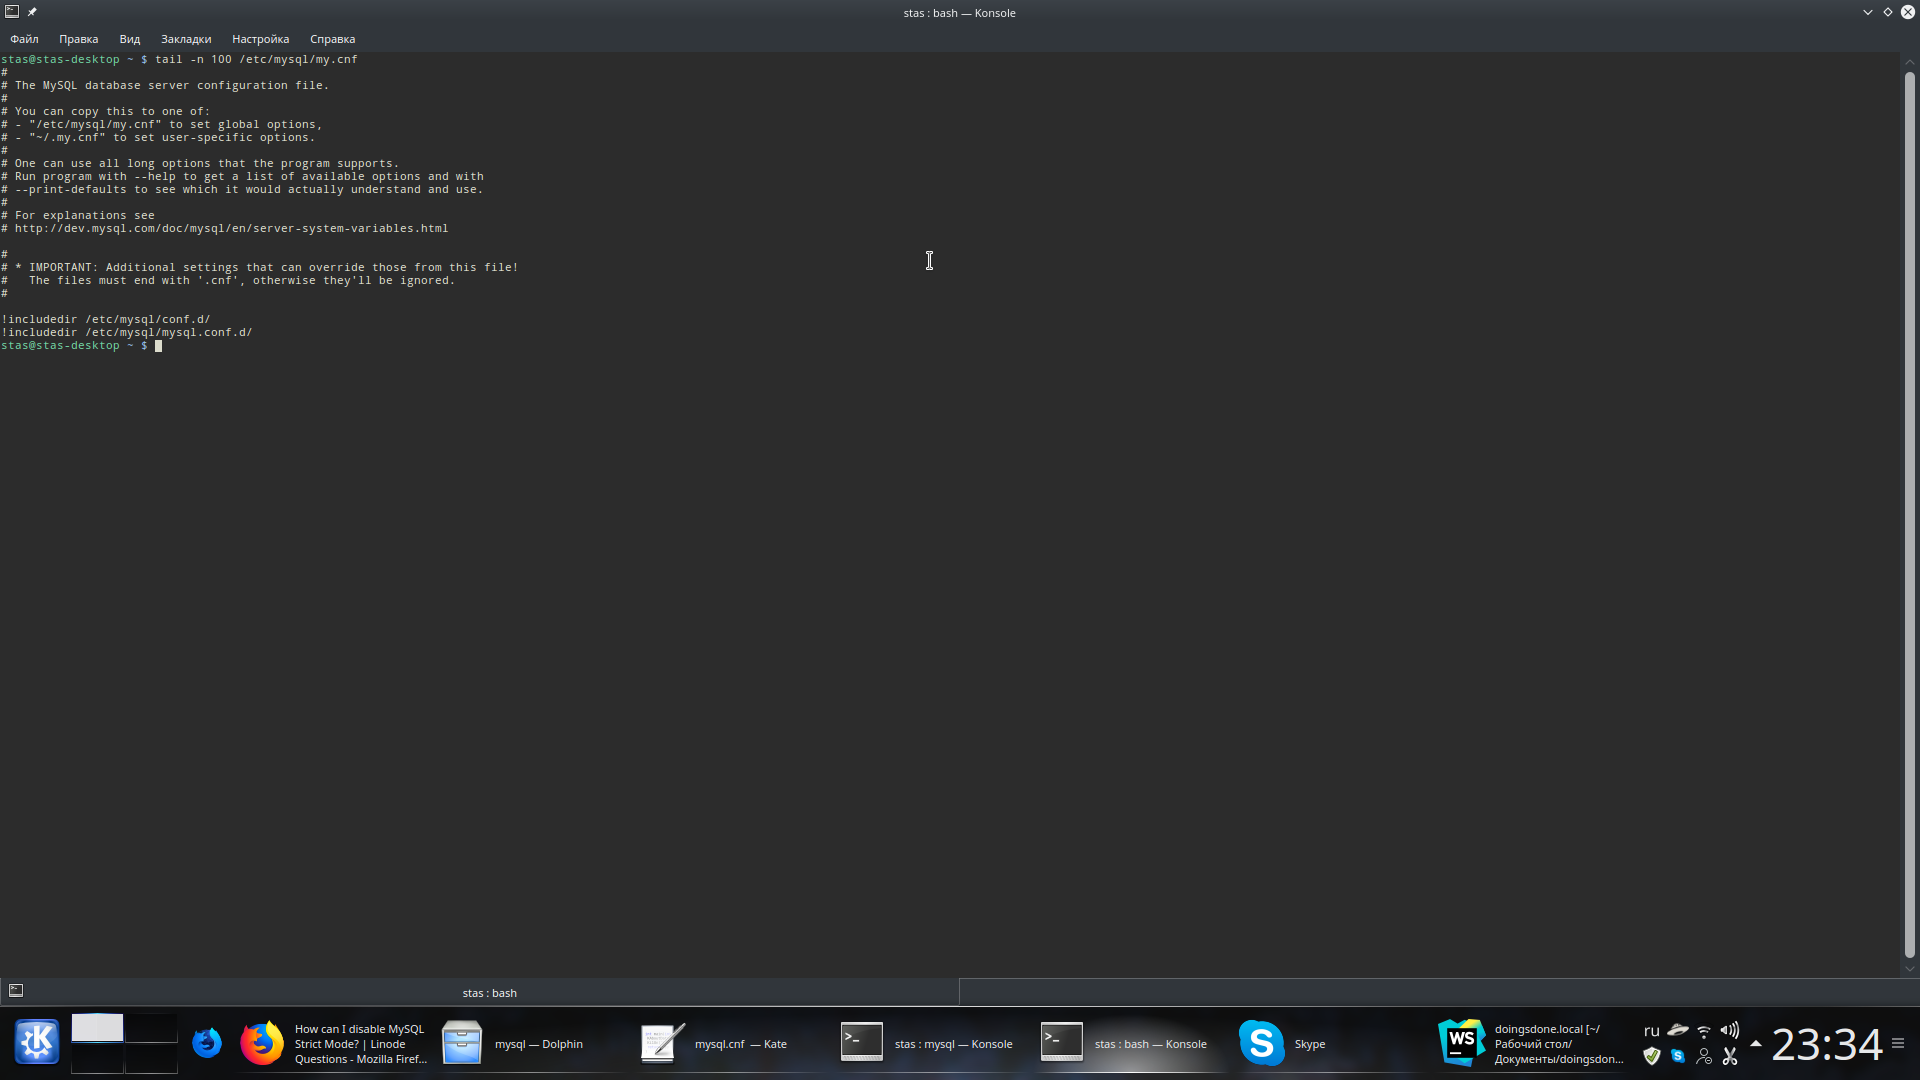 stas : bash — Konsole
Файл Правка Вид Закладки Настройка Справка
stas@stas-desktop ~ $ tail -n 100 /etc/mysql/my.cnf
#
# The MySQL database server configuration file.
#
# You can copy this to one of:
# - "/etc/mysql/my.cnf" to set global options,
# - "~/.my.cnf" to set user-specific options.
#
# One can use all long options that the program supports.
# Run program with --help to get a list of available options and with
# --print-defaults to see which it would actually understand and use.
#
# For explanations see
# http://dev.mysql.com/doc/mysql/en/server-system-variables.html
#
# * IMPORTANT: Additional settings that can override those from this file!
#   The files must end with '.cnf', otherwise they'll be ignored.
#
!includedir /etc/mysql/conf.d/
!includedir /etc/mysql/mysql.conf.d/
stas@stas-desktop ~ $
stas : bash
How can I disable MySQL
Strict Mode? | Linode
Questions - Mozilla Firef...
mysql — Dolphin
mysql.cnf — Kate
stas : mysql — Konsole
stas : bash — Konsole
Skype
WS
doingsdone.local [~/
Рабочий стол/
Документы/doingsdon...
ru
23:34